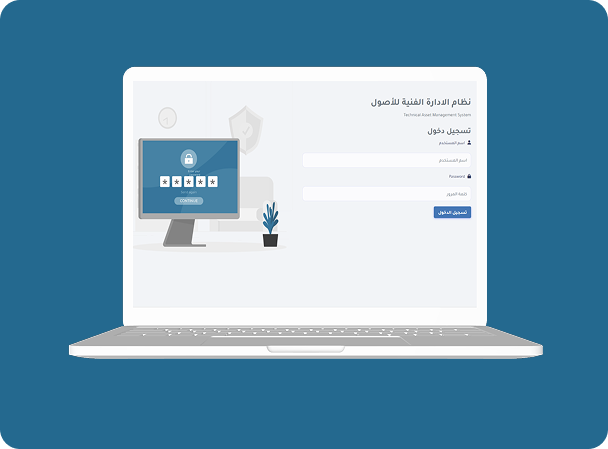 نظام الادارة الفنية للأصول
Technical Asset Management System
تسجيل دخول
اسم المستخدم
اسم المستخدم
Password
كلمة المرور
تسجيل الدخول
*****
CONTINUE